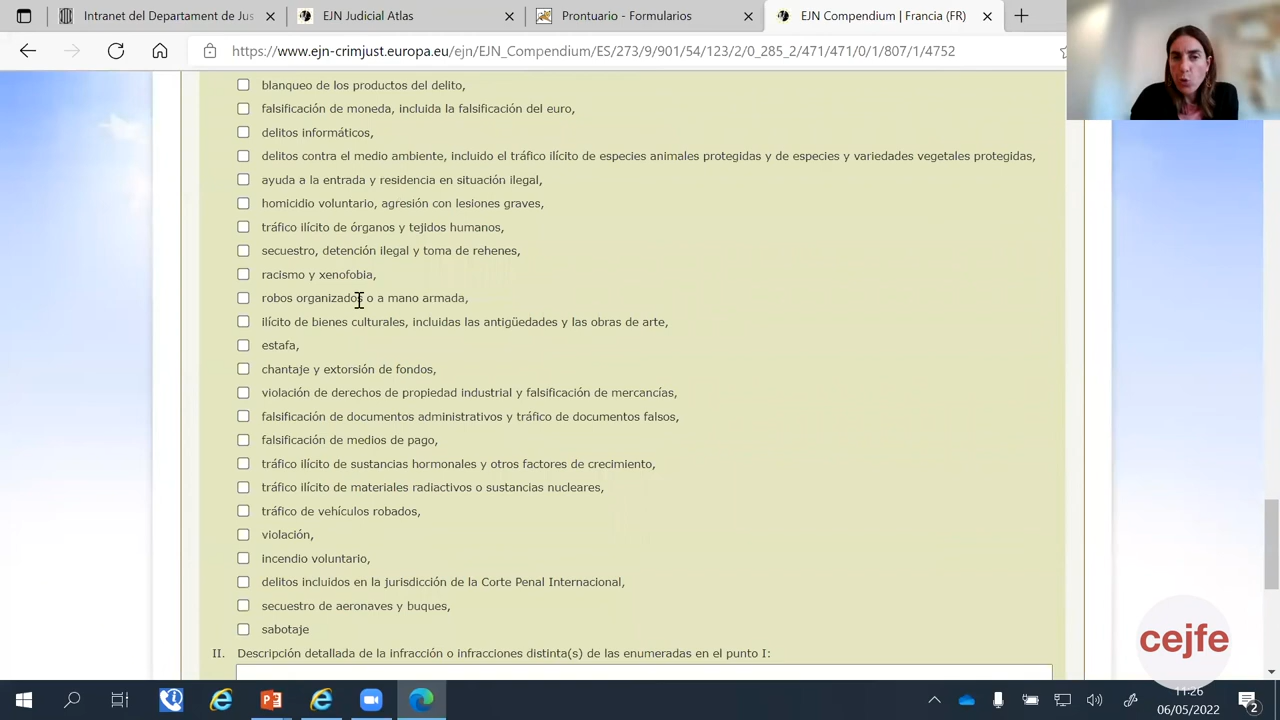 Intranet del Departament de Jus
EJN Judicial Atlas
Prontuario - Formularios
EJN Compendium | Francia (FR)
https://www.ejn-crimjust.europa.eu/ejn/EJN_Compendium/ES/273/9/901/54/123/2/0_285_2/471/471/0/1/807/1/4752
blanqueo de los productos del delito,
falsificación de moneda, incluida la falsificación del euro,
delitos informáticos,
delitos contra el medio ambiente, incluido el tráfico ilícito de especies animales protegidas y de especies y variedades vegetales protegidas,
ayuda a la entrada y residencia en situación ilegal,
homicidio voluntario, agresión con lesiones graves,
tráfico ilícito de órganos y tejidos humanos,
secuestro, detención ilegal y toma de rehenes,
racismo y xenofobia,
robos organizados o a mano armada,
ilícito de bienes culturales, incluidas las antigüedades y las obras de arte,
estafa,
chantaje y extorsión de fondos,
violación de derechos de propiedad industrial y falsificación de mercancías,
falsificación de documentos administrativos y tráfico de documentos falsos,
falsificación de medios de pago,
tráfico ilícito de sustancias hormonales y otros factores de crecimiento,
tráfico ilícito de materiales radiactivos o sustancias nucleares,
tráfico de vehículos robados,
violación,
incendio voluntario,
delitos incluidos en la jurisdicción de la Corte Penal Internacional,
secuestro de aeronaves y buques,
sabotaje
II. Descripción detallada de la infracción o infracciones distinta(s) de las enumeradas en el punto I:
cejfe
11:26
06/05/2022
2